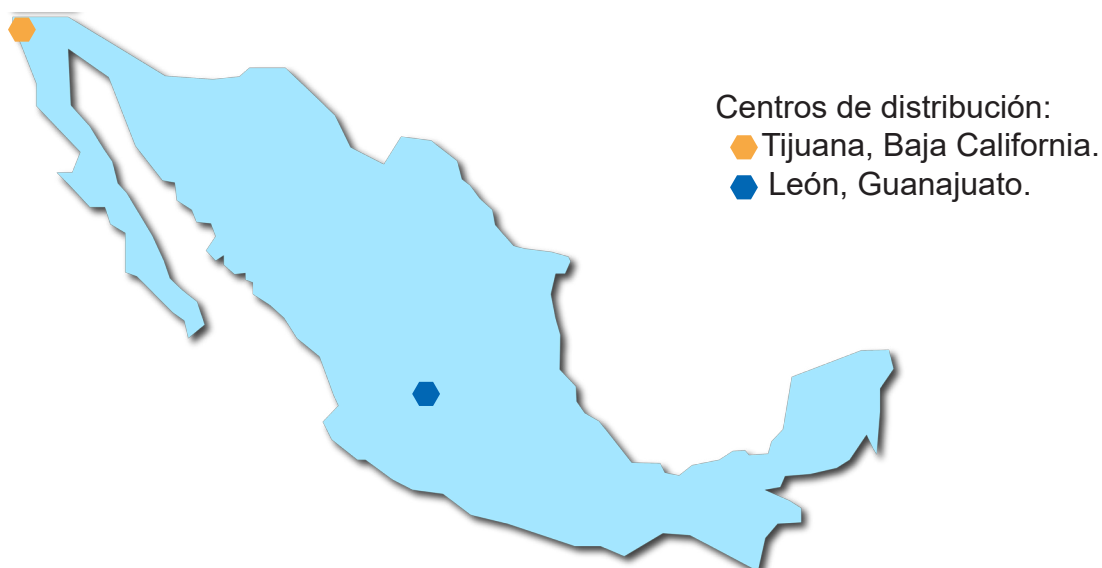 Centros de distribución:
Tijuana, Baja California.
León, Guanajuato.